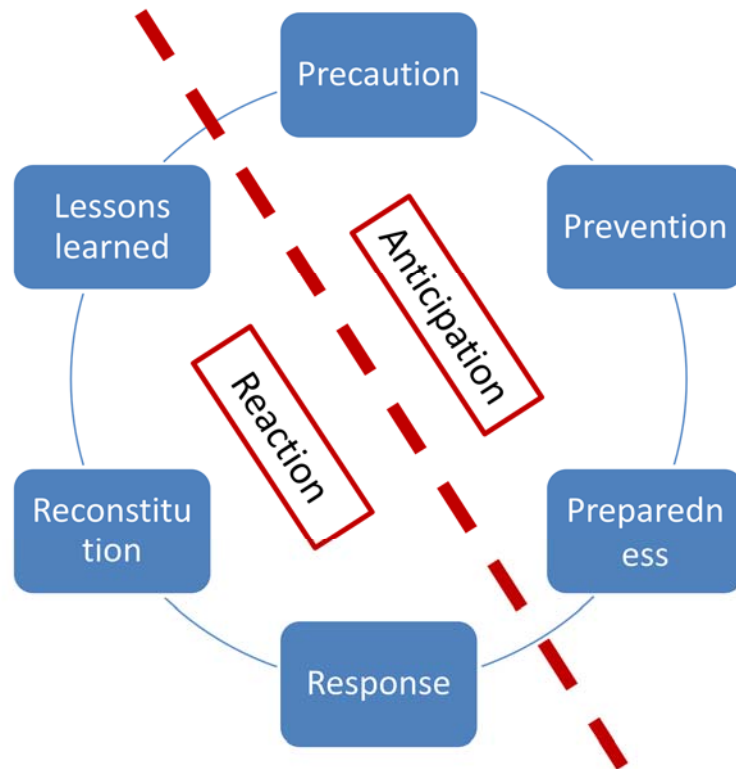 Precaution
Lessons
learned
Prevention
Anticipation
Reaction
Reconstitu
tion
Preparedn
ess
Response